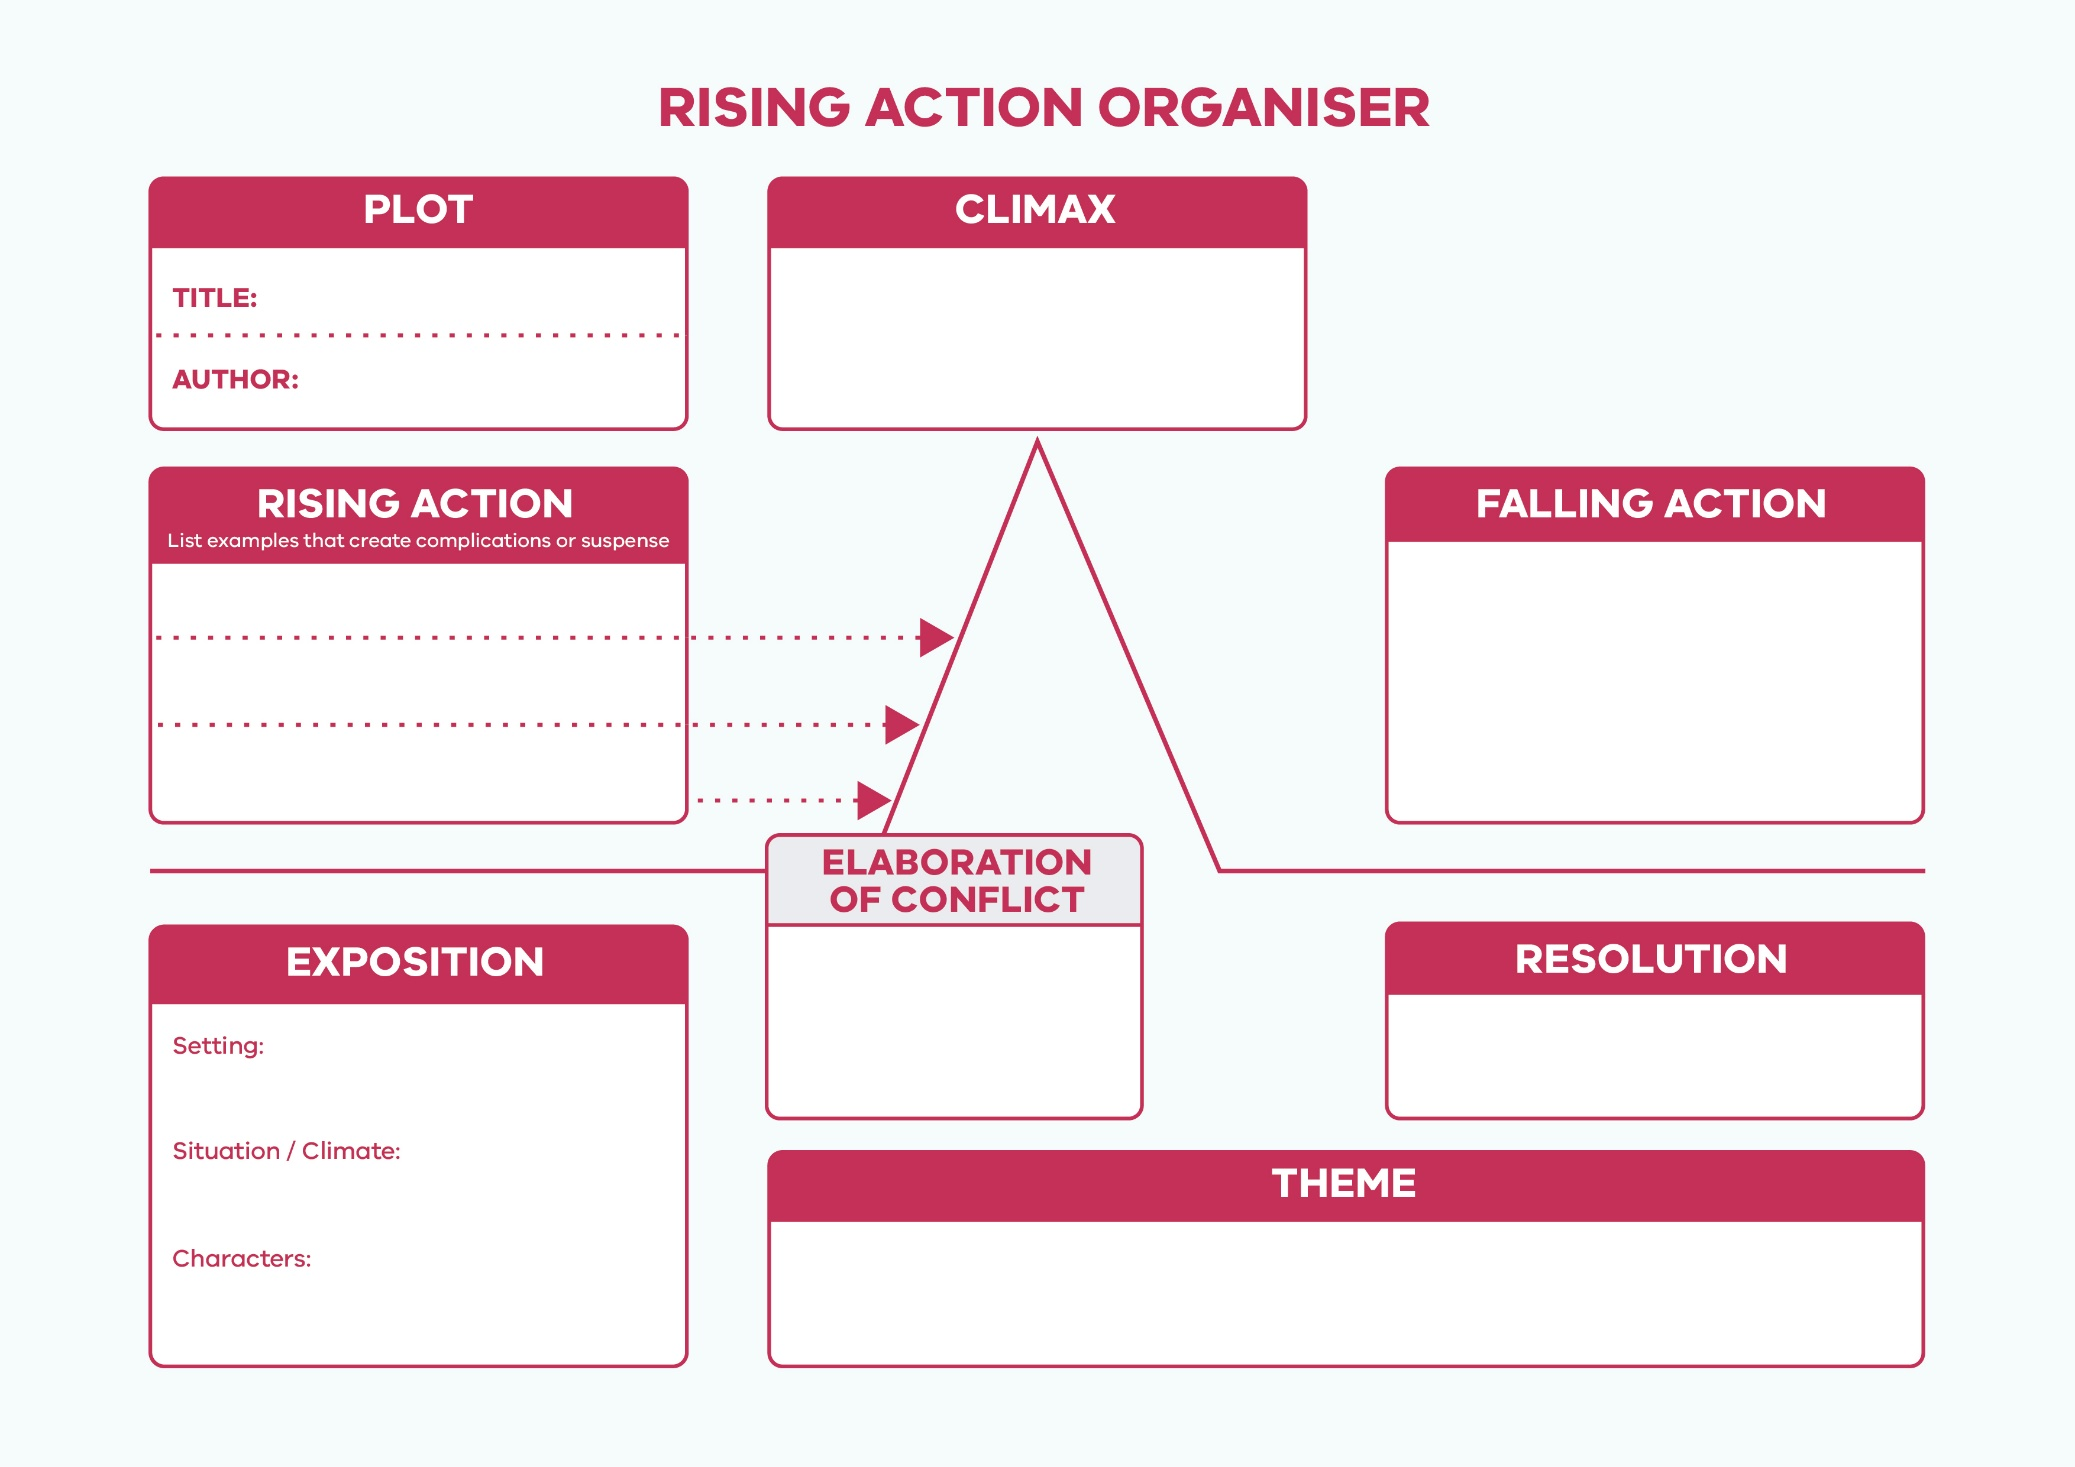 RISING ACTION ORGANISER
PLOT
TITLE:
AUTHOR:
CLIMAX
RISING ACTION
List examples that create complications or suspense
FALLING ACTION
ELABORATION
OF CONFLICT
EXPOSITION
Setting:
Situation / Climate:
Characters:
RESOLUTION
THEME